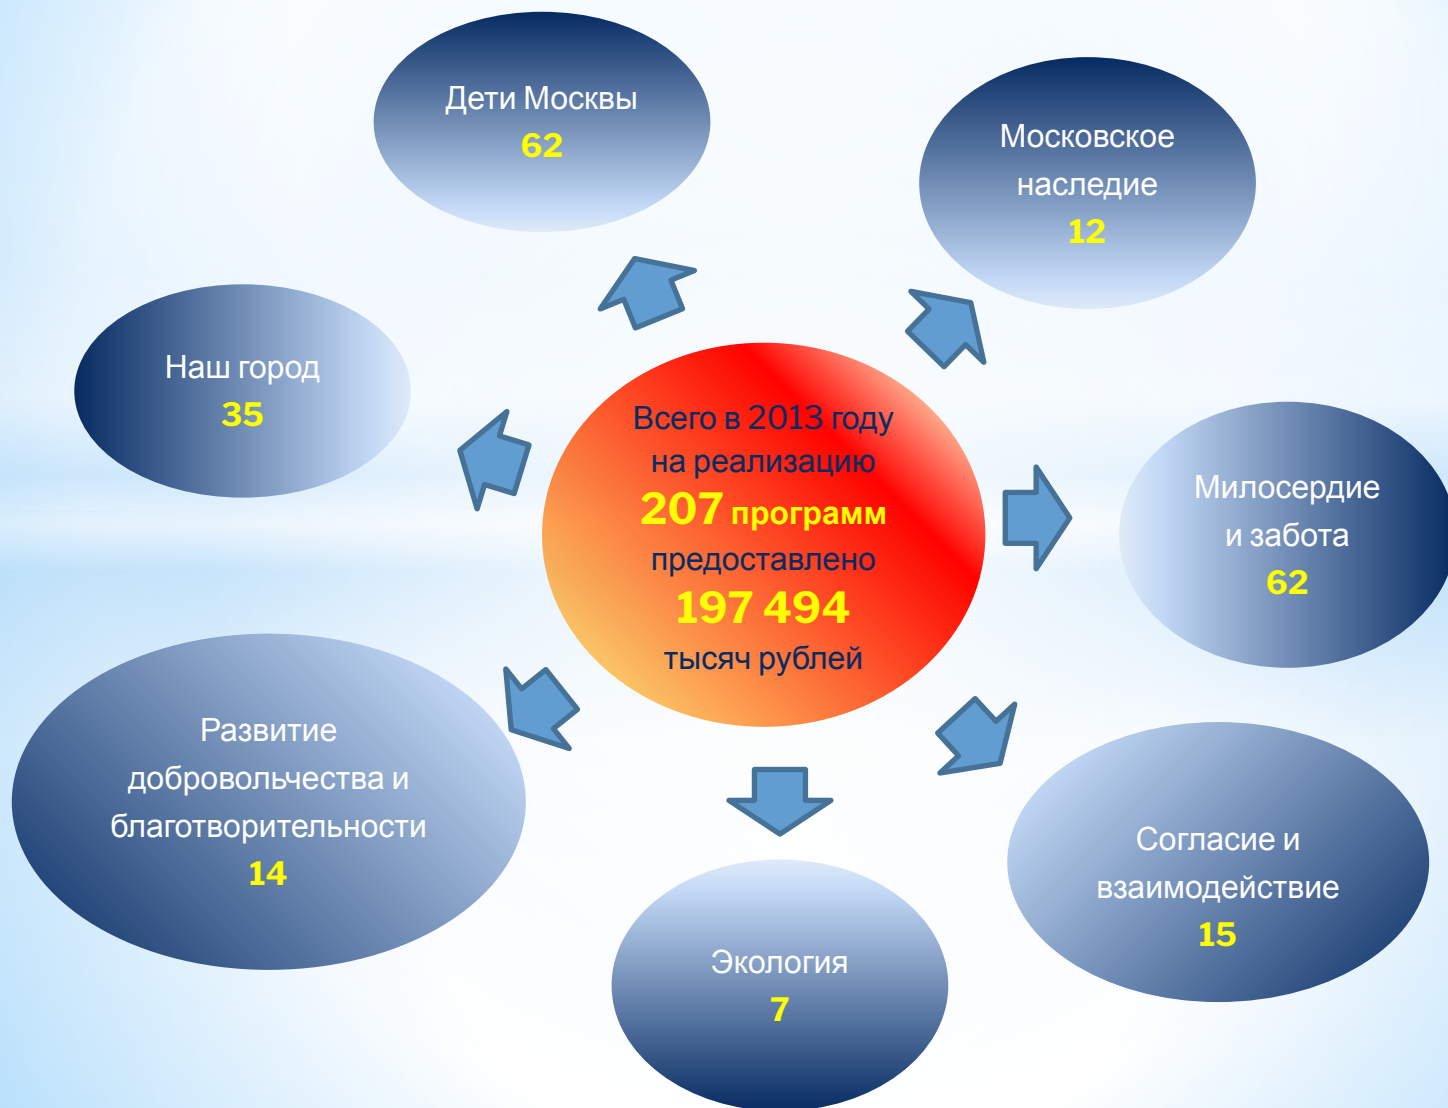 Дети Москвы
62
Московское
наследие
12
Наш город
35
Всего в 2013 году
на реализацию
207 программ
предоставлено
197 494
тысяч рублей
Милосердие
и забота
62
Развитие
добровольчества и
благотворительности
14
Согласие и
взаимодействие
15
Экология
7